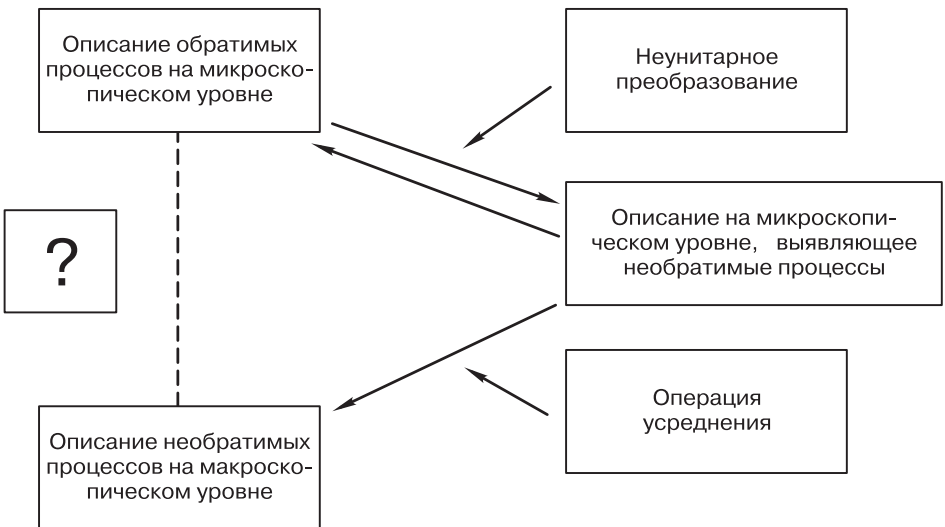 Описание обратимых
процессов на микроско-
пическом уровне
Неунитарное
преобразование
?
Описание на микроскопи-
ческом уровне, выявляющее
необратимые процессы
Операция
усреднения
Описание необратимых
процессов на макроско-
пическом уровне